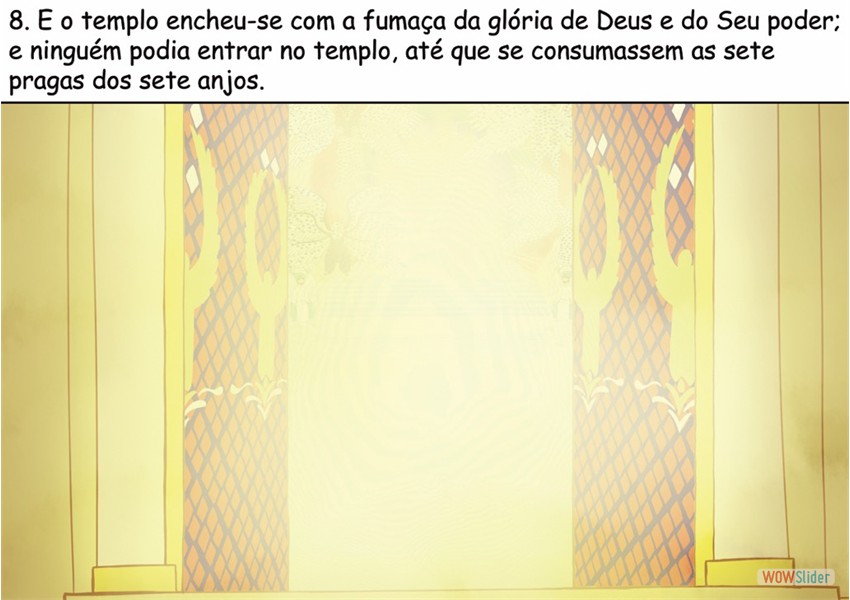 8. E o templo encheu-se com a fumaça da glória de Deus e do Seu poder;
e ninguém podia entrar no templo, até que se consumassem as sete
pragas dos sete anjos.
WOWSlider